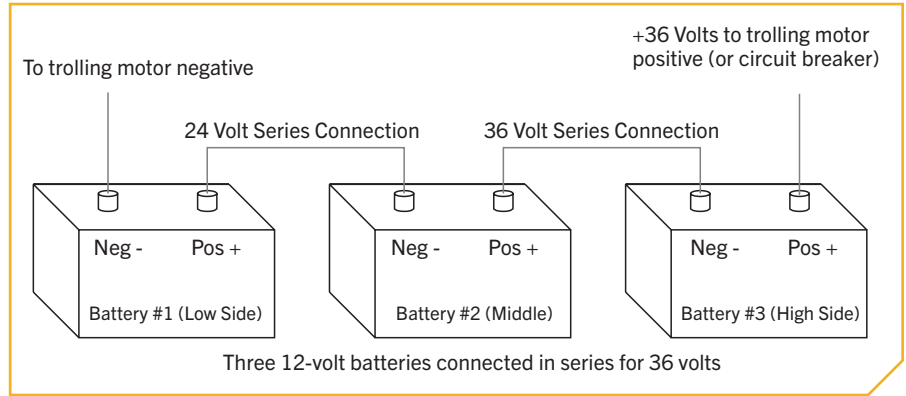 +36 Volts to trolling motor
positive (or circuit breaker)
To trolling motor negative
24 Volt Series Connection
36 Volt Series Connection
Neg -
Pos +
Neg -
Pos +
Neg -
Pos +
Battery #1 (Low Side)
Battery #2 (Middle)
Battery #3 (High Side)
Three 12-volt batteries connected in series for 36 volts